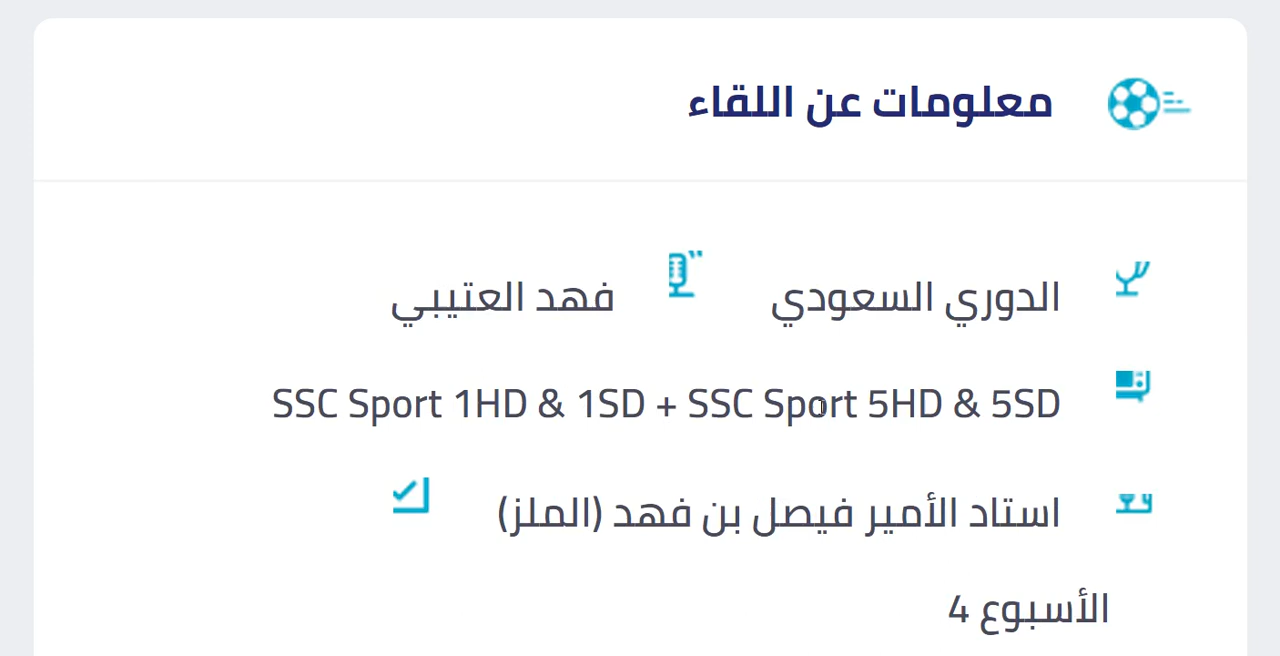 معلومات عن اللقاء
الدوري السعودي فهد العتيبي
SSC Sport 1HD & 1SD + SSC Sport 5HD & 5SD
استاد الأمير فيصل بن فهد (الملز)
الأسبوع 4